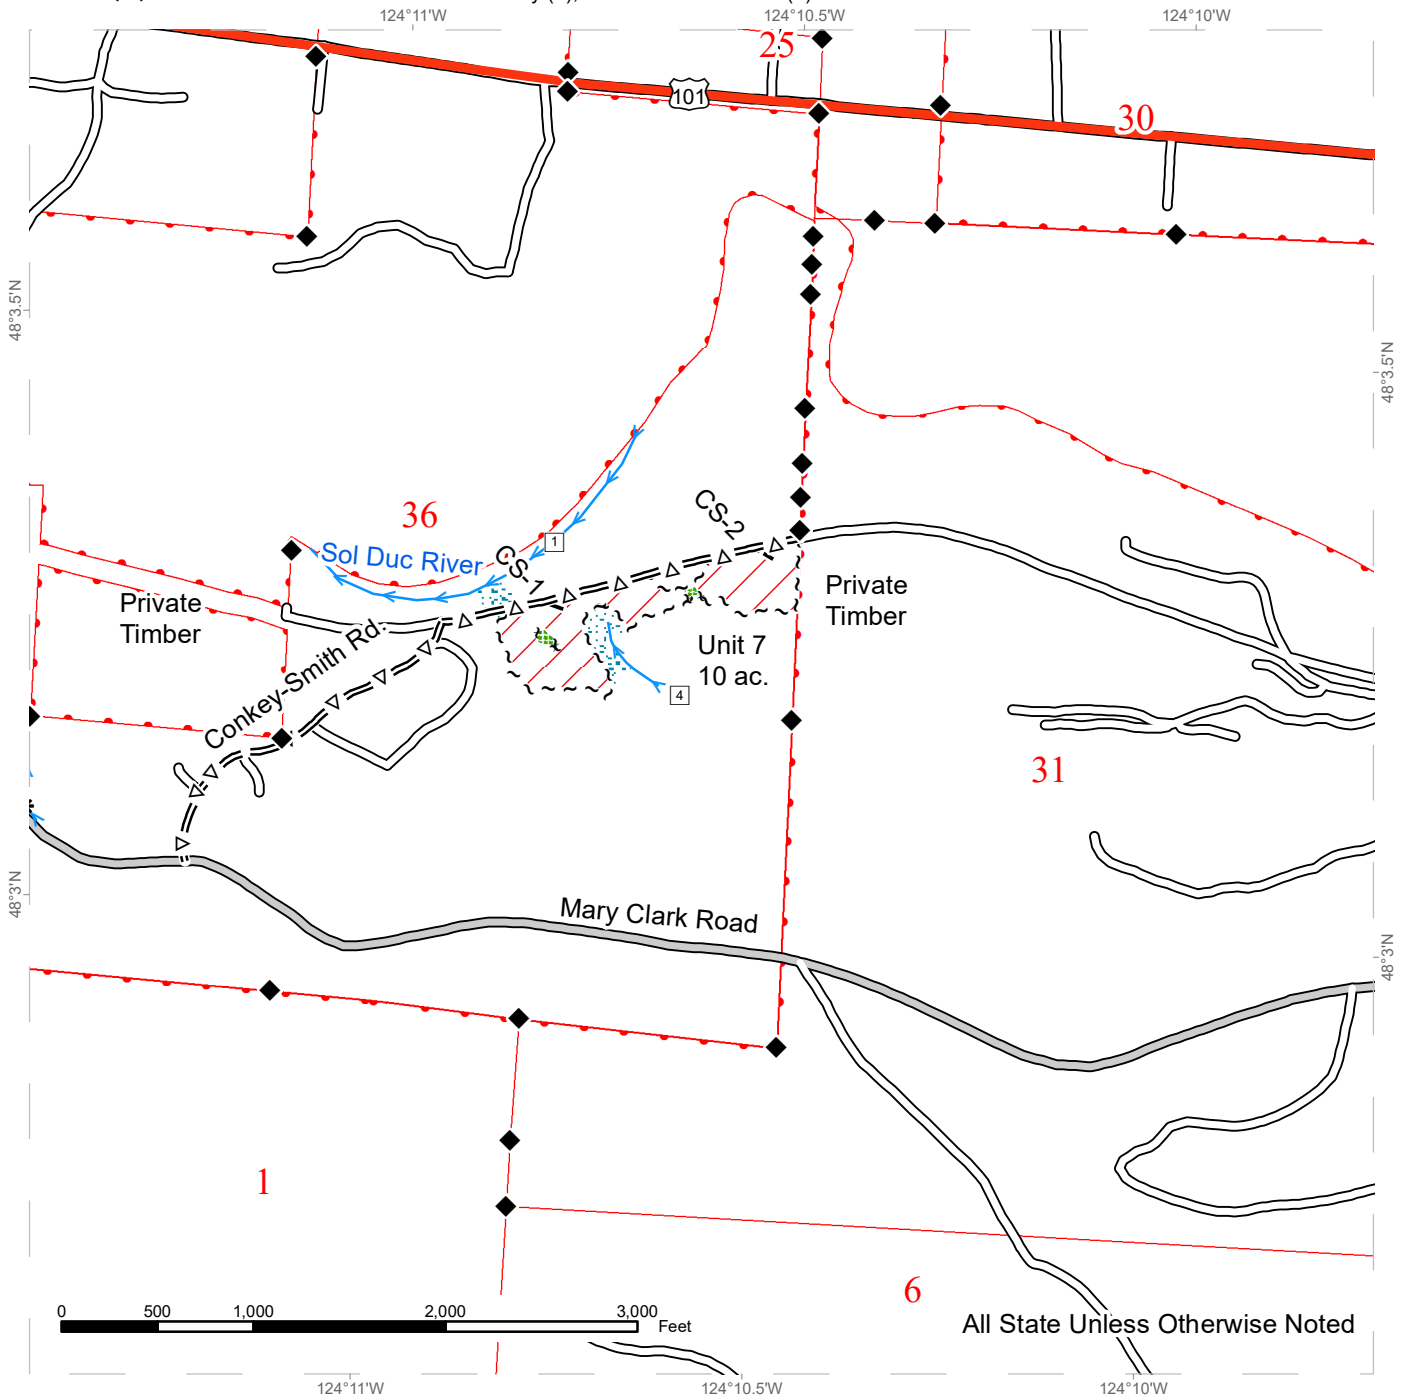 124°11'W
124°10.5'W
124°10'W
25
101
30
48°3.5'N
48°3.5'N
36
CS-2
1
Sol Duc River
CS-1
Private
Timber
Private
Timber
Conkey-Smith Rd.
Unit 7
10 ac.
4
31
48°3'N
Mary Clark Road
48°3'N
1
6
0 500 1,000 2,000 3,000
Feet
All State Unless Otherwise Noted
124°11'W
124°10.5'W
124°10'W